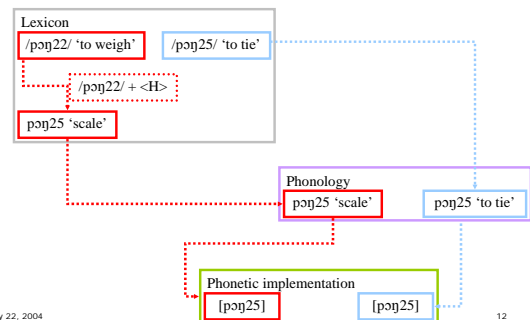 Lexicon
/pɔŋ22/ ‘to weigh’ /pɔŋ25/ ‘to tie’
/pɔŋ22/ + <H>
pɔŋ25 ‘scale’
Phonology
pɔŋ25 ‘scale’ pɔŋ25 ‘to tie’
Phonetic implementation
[pɔŋ25] [pɔŋ25]
y 22, 2004 12